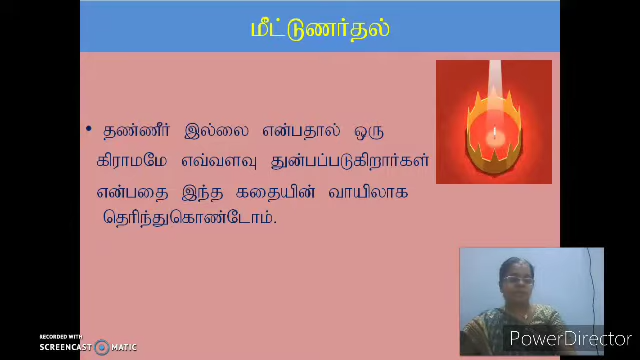 மீட்டுணர்தல்
• தண்ணீர் இல்லை என்பதால் ஒரு
கிராமமே எவ்வளவு துன்பப்படுகிறார்கள்
என்பதை இந்த கதையின் வாயிலாக
தெரிந்துகொண்டோம்.
PowerDirector
RECORDED WITH
SCREENCAST MATIC